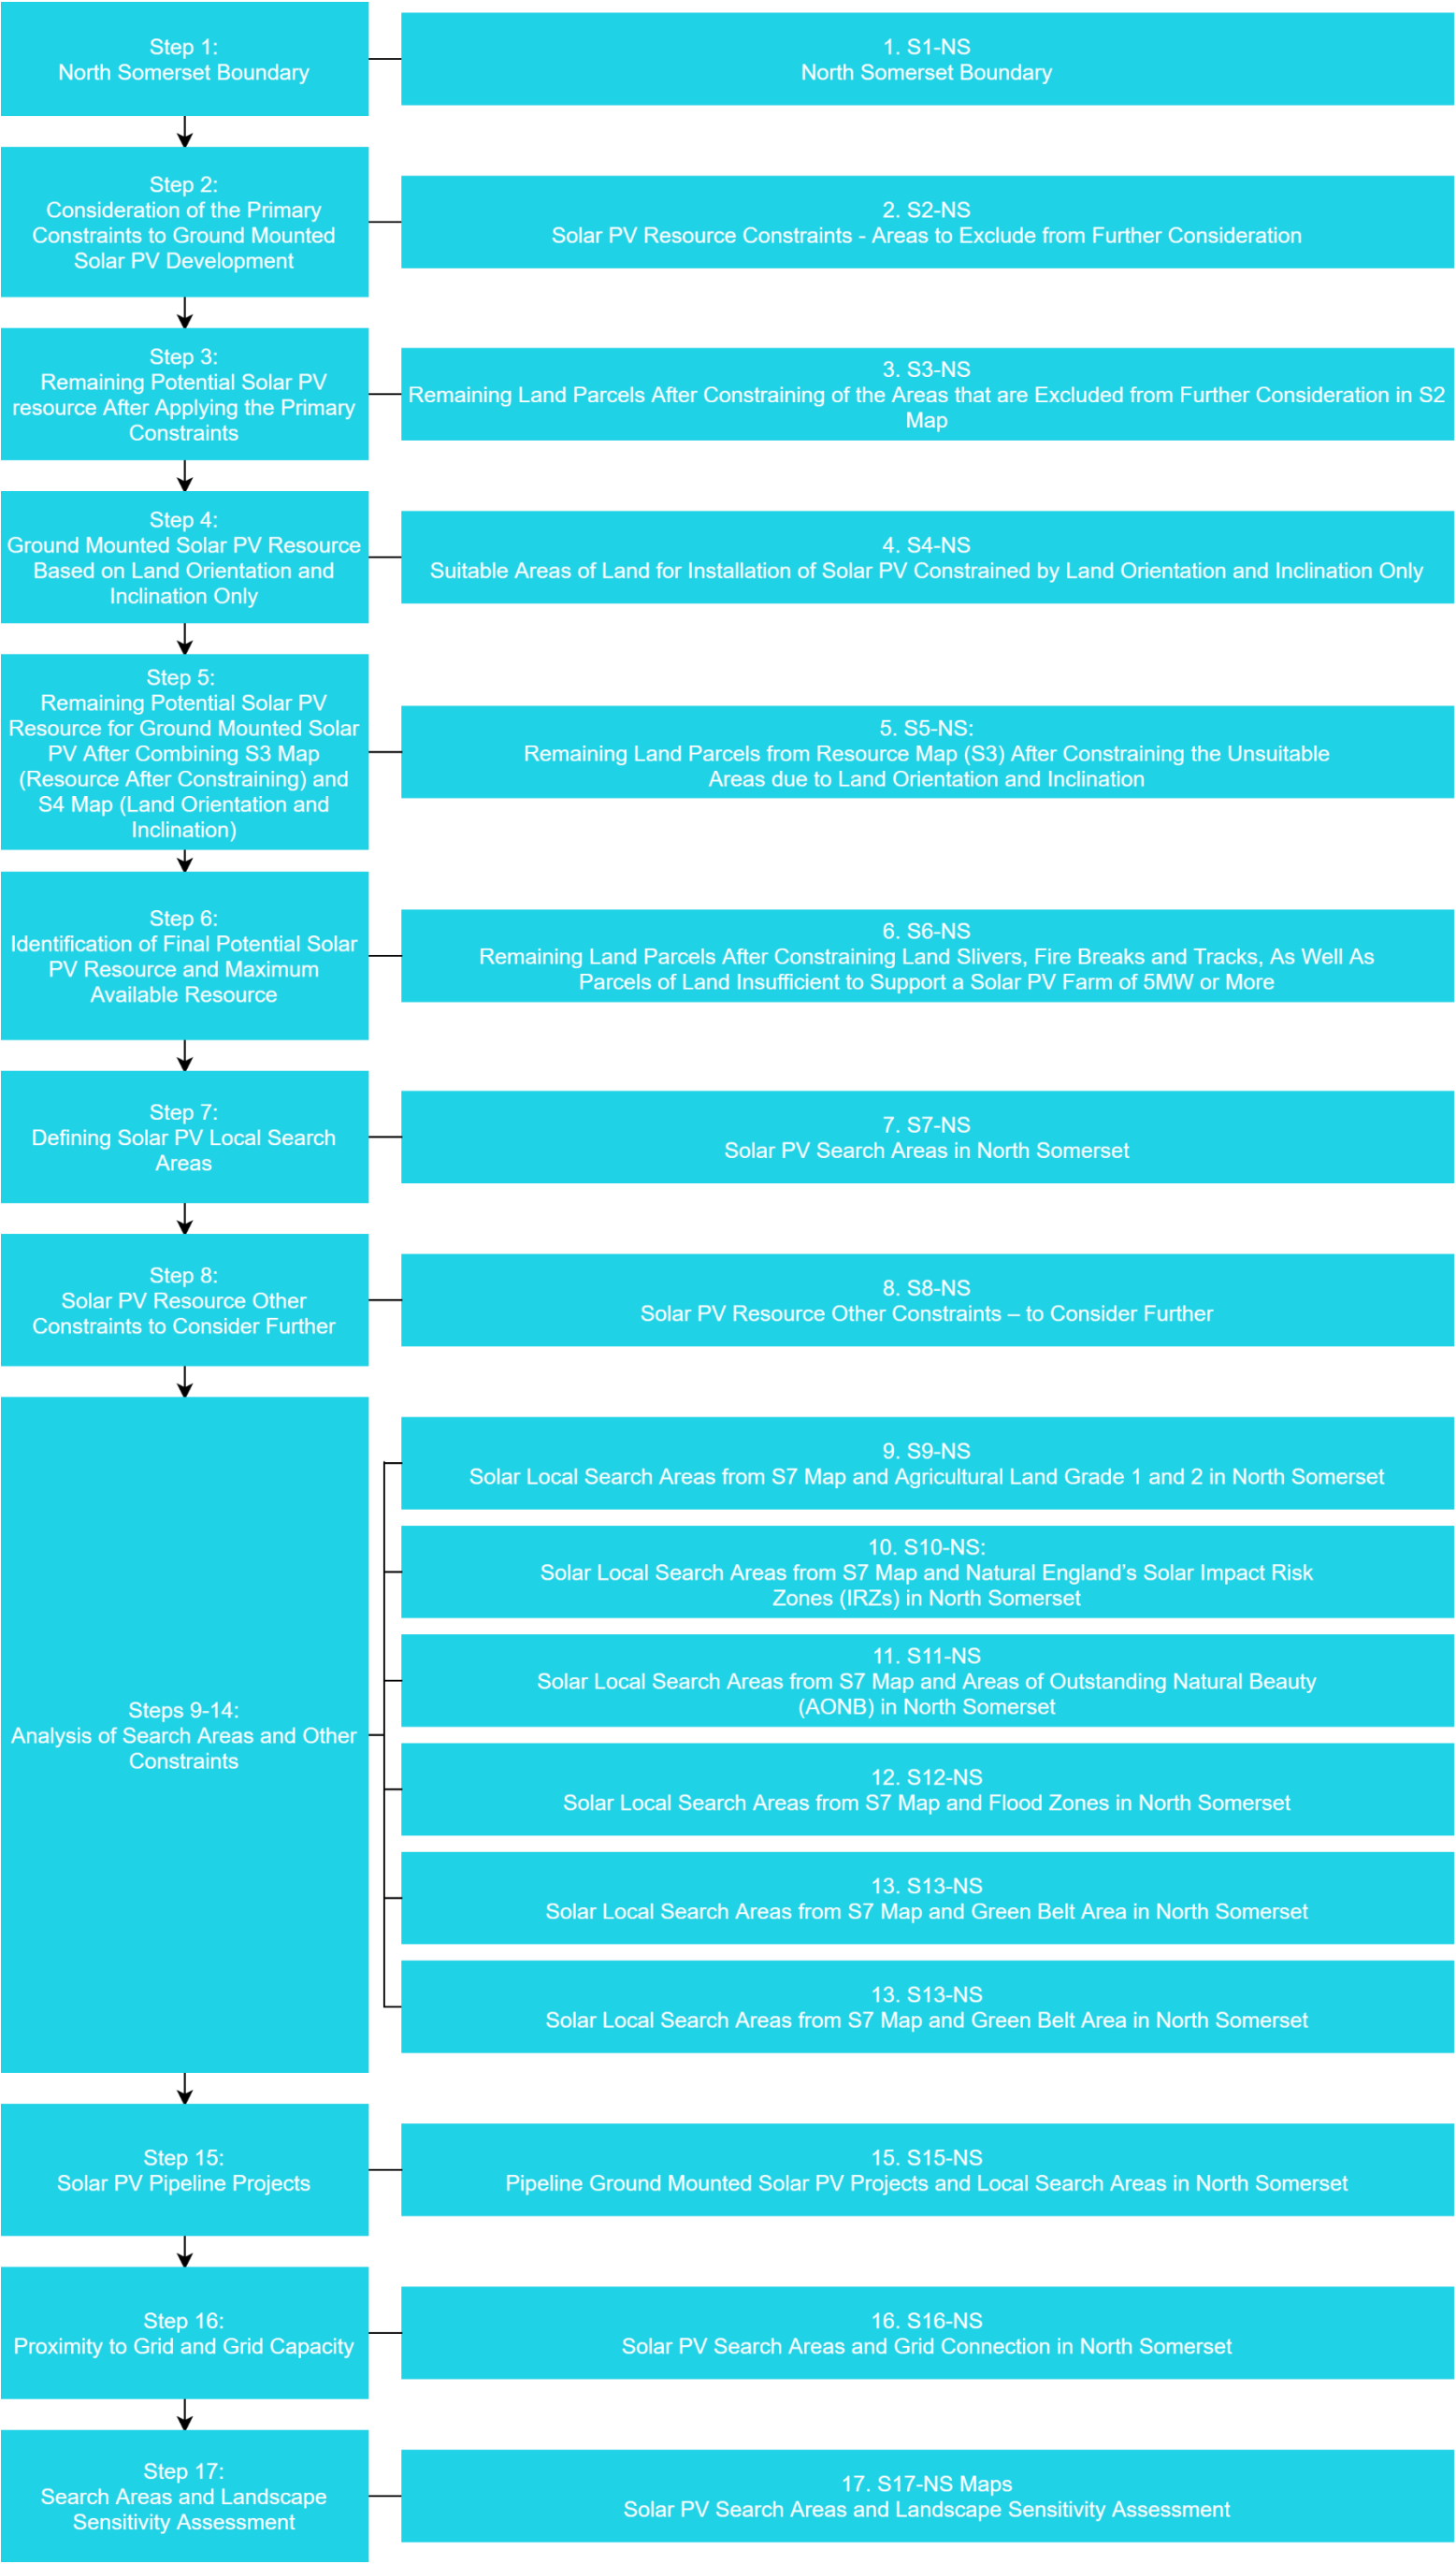 Step 1:
North Somerset Boundary
1. S1-NS
North Somerset Boundary
Step 2:
Consideration of the Primary
Constraints to Ground Mounted
Solar PV Development
2. S2-NS
Solar PV Resource Constraints - Areas to Exclude from Further Consideration
Step 3:
Remaining Potential Solar PV
resource After Applying the Primary
Constraints
3. S3-NS
Remaining Land Parcels After Constraining of the Areas that are Excluded from Further Consideration in S2
Map
Step 4:
Ground Mounted Solar PV Resource
Based on Land Orientation and
Inclination Only
4. S4-NS
Suitable Areas of Land for Installation of Solar PV Constrained by Land Orientation and Inclination Only
Step 5:
Remaining Potential Solar PV
Resource for Ground Mounted Solar
PV After Combining S3 Map
(Resource After Constraining) and
S4 Map (Land Orientation and
Inclination)
5. S5-NS:
Remaining Land Parcels from Resource Map (S3) After Constraining the Unsuitable
Areas due to Land Orientation and Inclination
Step 6:
Identification of Final Potential Solar
PV Resource and Maximum
Available Resource
6. S6-NS
Remaining Land Parcels After Constraining Land Slivers, Fire Breaks and Tracks, As Well As
Parcels of Land Insufficient to Support a Solar PV Farm of 5MW or More
Step 7:
Defining Solar PV Local Search
Areas
7. S7-NS
Solar PV Search Areas in North Somerset
Step 8:
Solar PV Resource Other
Constraints to Consider Further
8. S8-NS
Solar PV Resource Other Constraints – to Consider Further
Steps 9-14:
Analysis of Search Areas and Other
Constraints
9. S9-NS
Solar Local Search Areas from S7 Map and Agricultural Land Grade 1 and 2 in North Somerset
10. S10-NS:
Solar Local Search Areas from S7 Map and Natural England’s Solar Impact Risk
Zones (IRZs) in North Somerset
11. S11-NS
Solar Local Search Areas from S7 Map and Areas of Outstanding Natural Beauty
(AONB) in North Somerset
12. S12-NS
Solar Local Search Areas from S7 Map and Flood Zones in North Somerset
13. S13-NS
Solar Local Search Areas from S7 Map and Green Belt Area in North Somerset
13. S13-NS
Solar Local Search Areas from S7 Map and Green Belt Area in North Somerset
Step 15:
Solar PV Pipeline Projects
15. S15-NS
Pipeline Ground Mounted Solar PV Projects and Local Search Areas in North Somerset
Step 16:
Proximity to Grid and Grid Capacity
16. S16-NS
Solar PV Search Areas and Grid Connection in North Somerset
Step 17:
Search Areas and Landscape
Sensitivity Assessment
17. S17-NS Maps
Solar PV Search Areas and Landscape Sensitivity Assessment